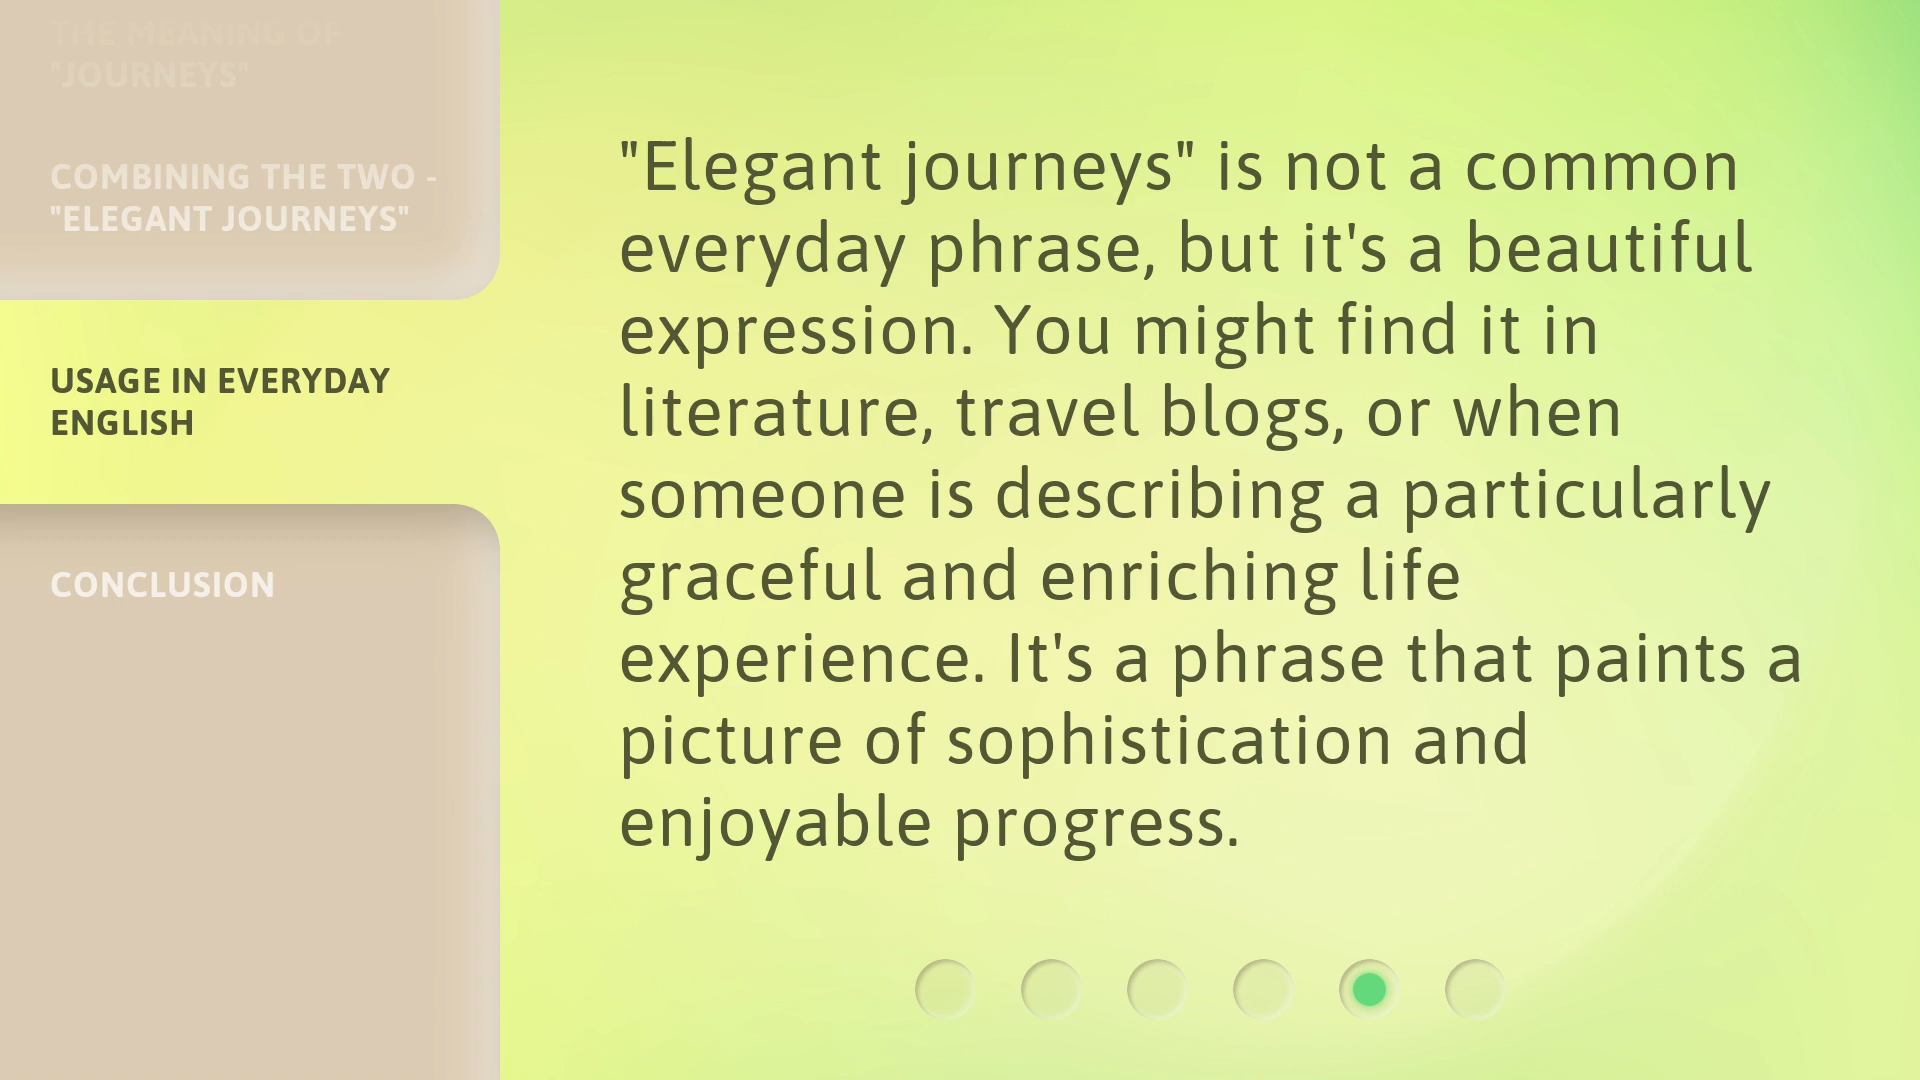 THE MEANING OF
"JOURNEYS"
COMBINING THE TWO -
"ELEGANT JOURNEYS"
USAGE IN EVERYDAY
ENGLISH
CONCLUSION
"Elegant journeys" is not a common
everyday phrase, but it's a beautiful
expression. You might find it in
literature, travel blogs, or when
someone is describing a particularly
graceful and enriching life
experience. It's a phrase that paints a
picture of sophistication and
enjoyable progress.